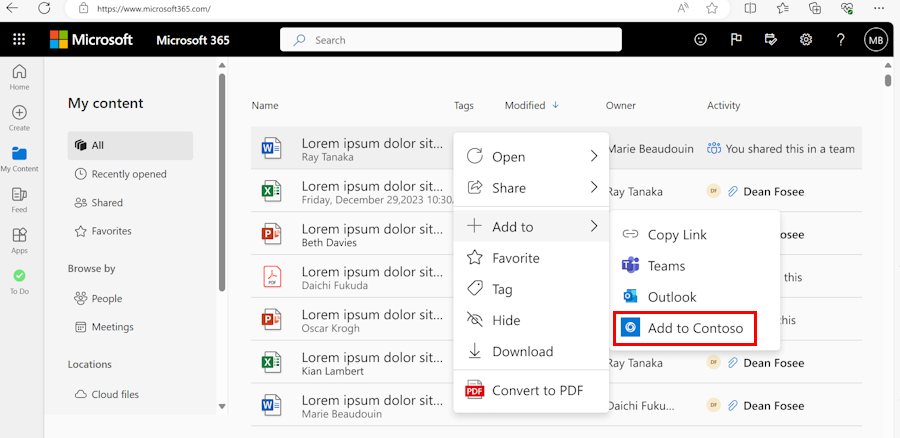 https://www.microsoft365.com/
Microsoft Microsoft 365 Search MB
Home
Create
My Content
Feed
Apps
To Do
My content
All
Recently opened
Shared
Favorites
Browse by
People
Meetings
Locations
Cloud files
Name Tags Modified Owner Activity
Lorem ipsum dolor sit...
Ray Tanaka
Marie Beaudouin You shared this in a team
Lorem ipsum dolor sit...
Friday, December 29,2023 10:30
Ray Tanaka DF Dean Fosee
Lorem ipsum dolor sit...
Beth Davies
Fosee
Lorem ipsum dolor sit...
Daichi Fukuda
this
Lorem ipsum dolor sit...
Oscar Krogh
this
Lorem ipsum dolor sit...
Kian Lambert
DF Dean Fosee
Lorem ipsum dolor sit...
Marie Beaudouin
Daichi Fuku... DF Dean Fosee
Open
Share
Add to
Favorite
Tag
Hide
Download
PDF Convert to PDF
Copy Link
Teams
Outlook
Add to Contoso